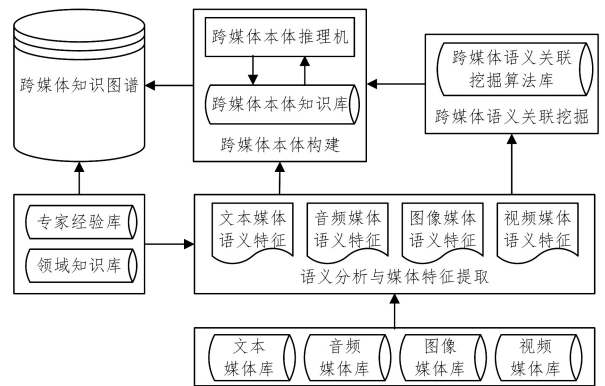 跨媒体知识图谱
跨媒体本体推理机
跨媒体本体知识库
跨媒体本体构建
跨媒体语义关联
挖掘算法库
跨媒体语义关联挖掘
专家经验库
领域知识库
文本媒体
语义特征
音频媒体
语义特征
图像媒体
语义特征
视频媒体
语义特征
语义分析与媒体特征提取
文本
媒体库
音频
媒体库
图像
媒体库
视频
媒体库